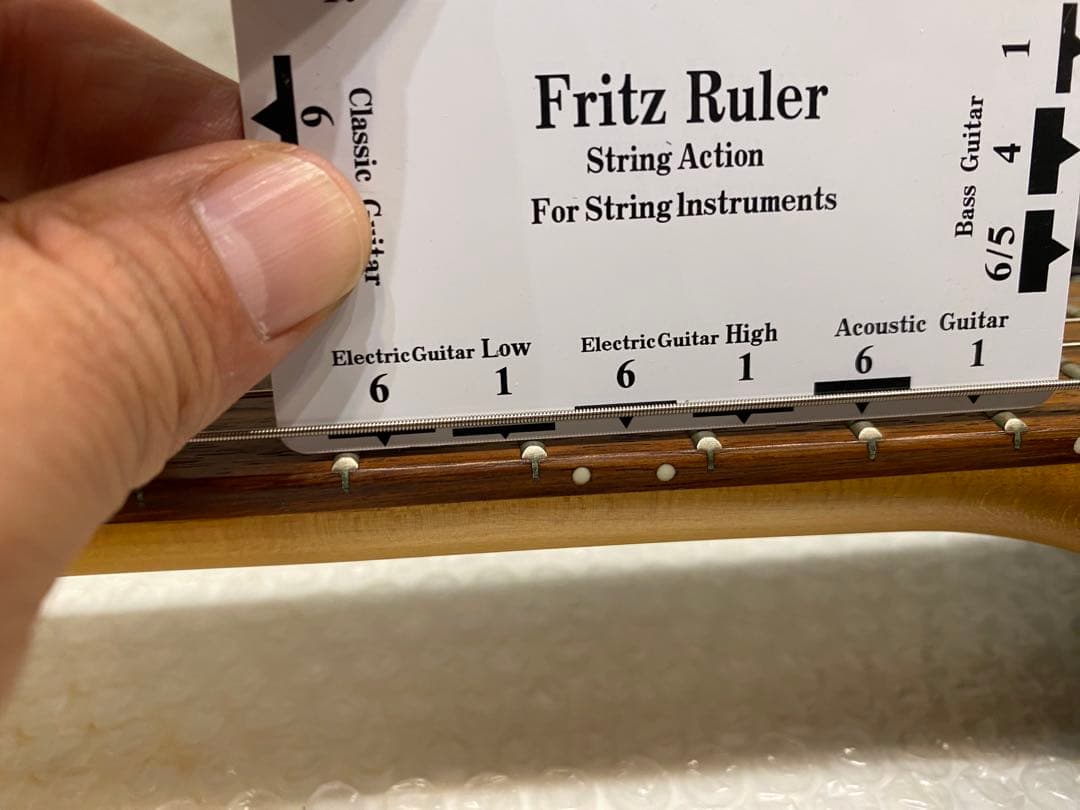 Fritz Ruler
String Action
For String Instruments
Classic Guitar
6
Bass Guitar
1
4
6/5
Electric Guitar Low
6 1
Electric Guitar High
6 1
Acoustic Guitar
6 1